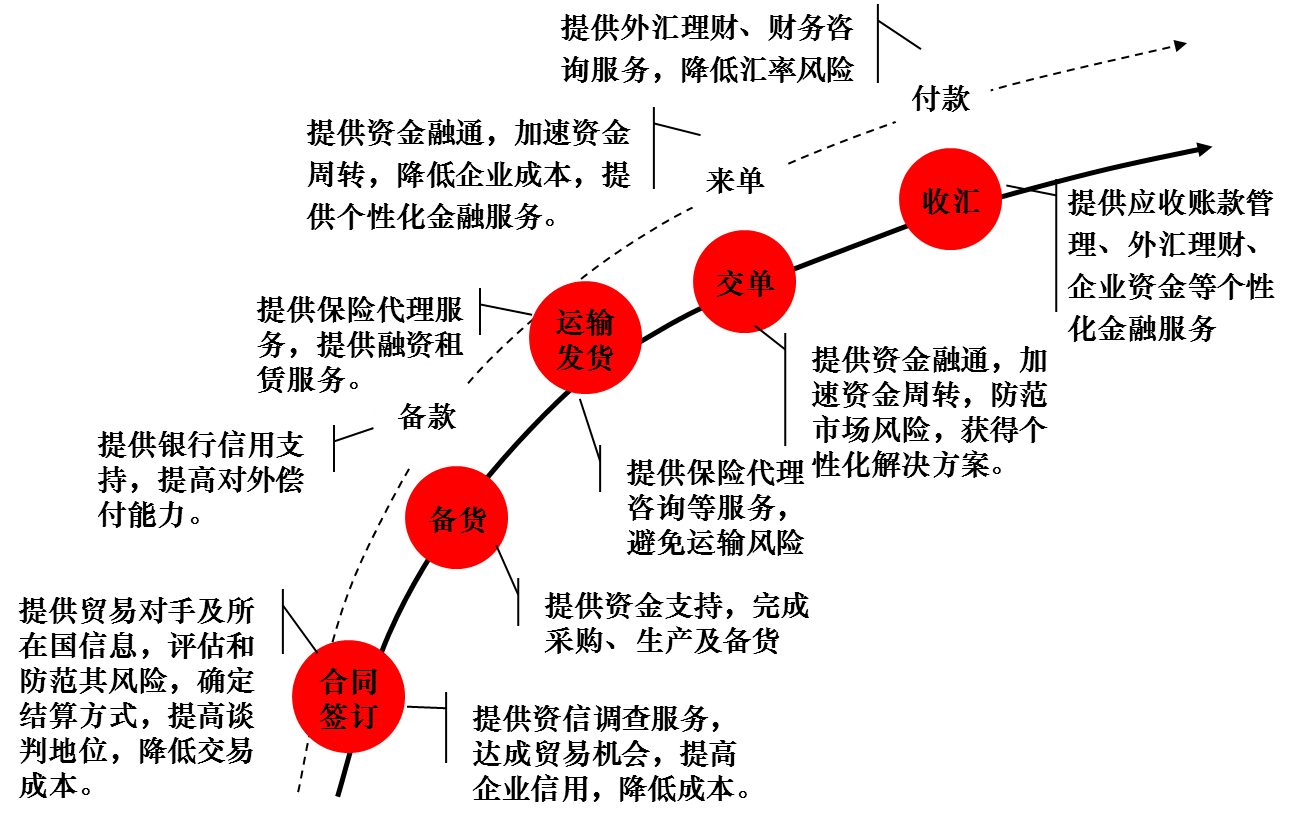 提供外汇理财、财务咨
询服务，降低汇率风险
付款
提供资金融通，加速资金
周转，降低企业成本，提
供个性化金融服务。
来单
收汇
提供应收账款管
理、外汇理财、
企业资金等个性
化金融服务
交单
提供保险代理服
务，提供融资租
赁服务。
运输
发货
提供资金融通，加
速资金周转，防范
市场风险，获得个
性化解决方案。
备款
提供银行信用支
持，提高对外偿
付能力。
提供保险代理
咨询等服务，
避免运输风险
备货
提供资金支持，完成
采购、生产及备货
提供贸易对手及所
在国信息，评估和
防范其风险，确定
结算方式，提高谈
判地位，降低交易
成本。
合同
签订
提供资信调查服务，
达成贸易机会，提高
企业信用，降低成本。